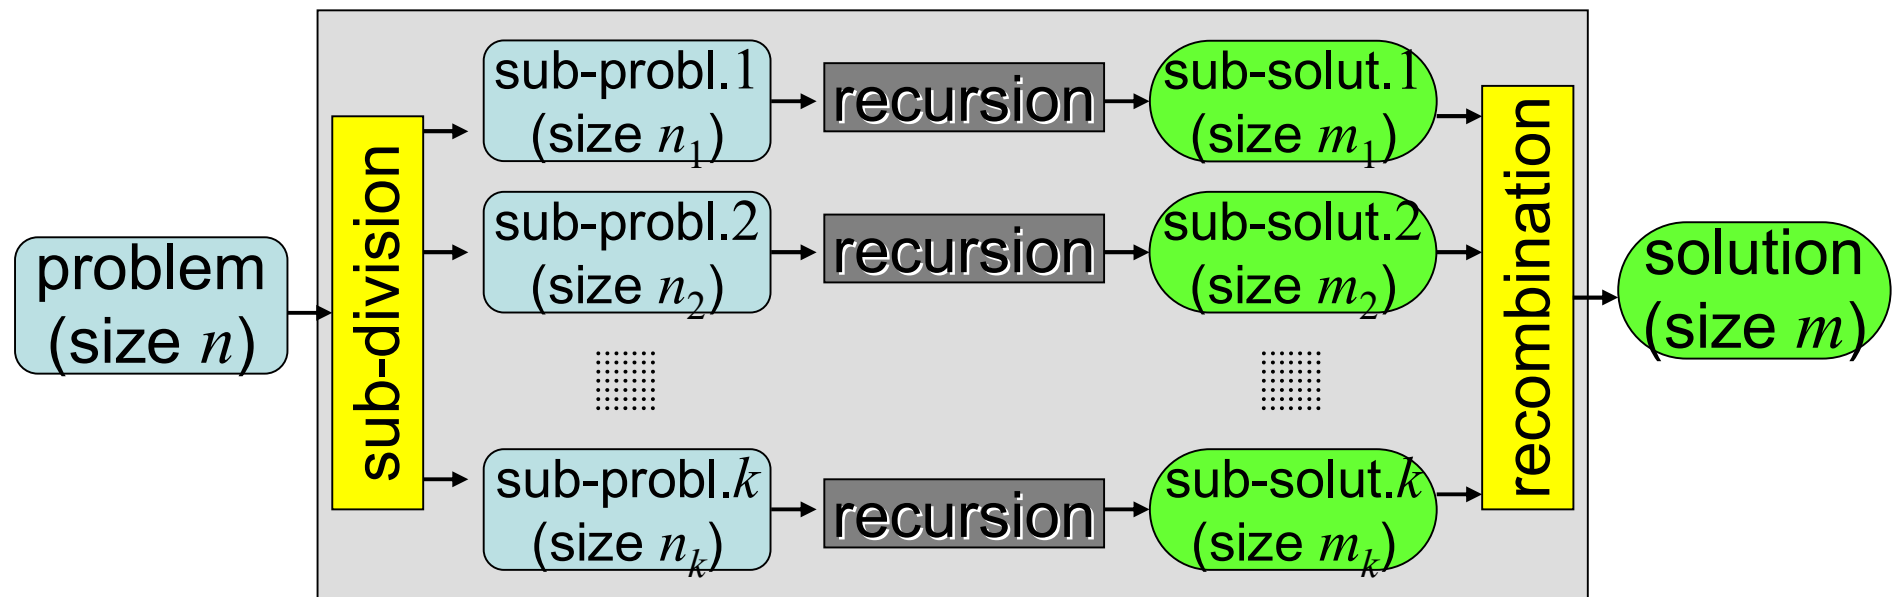 problem
(size n)
sub-division
sub-probl.1
(size n₁)
recursion
sub-solut.1
(size m₁)
sub-probl.2
(size n₂)
recursion
sub-solut.2
(size m₂)
sub-probl.k
(size nₖ)
recursion
sub-solut.k
(size mₖ)
recombination
solution
(size m)